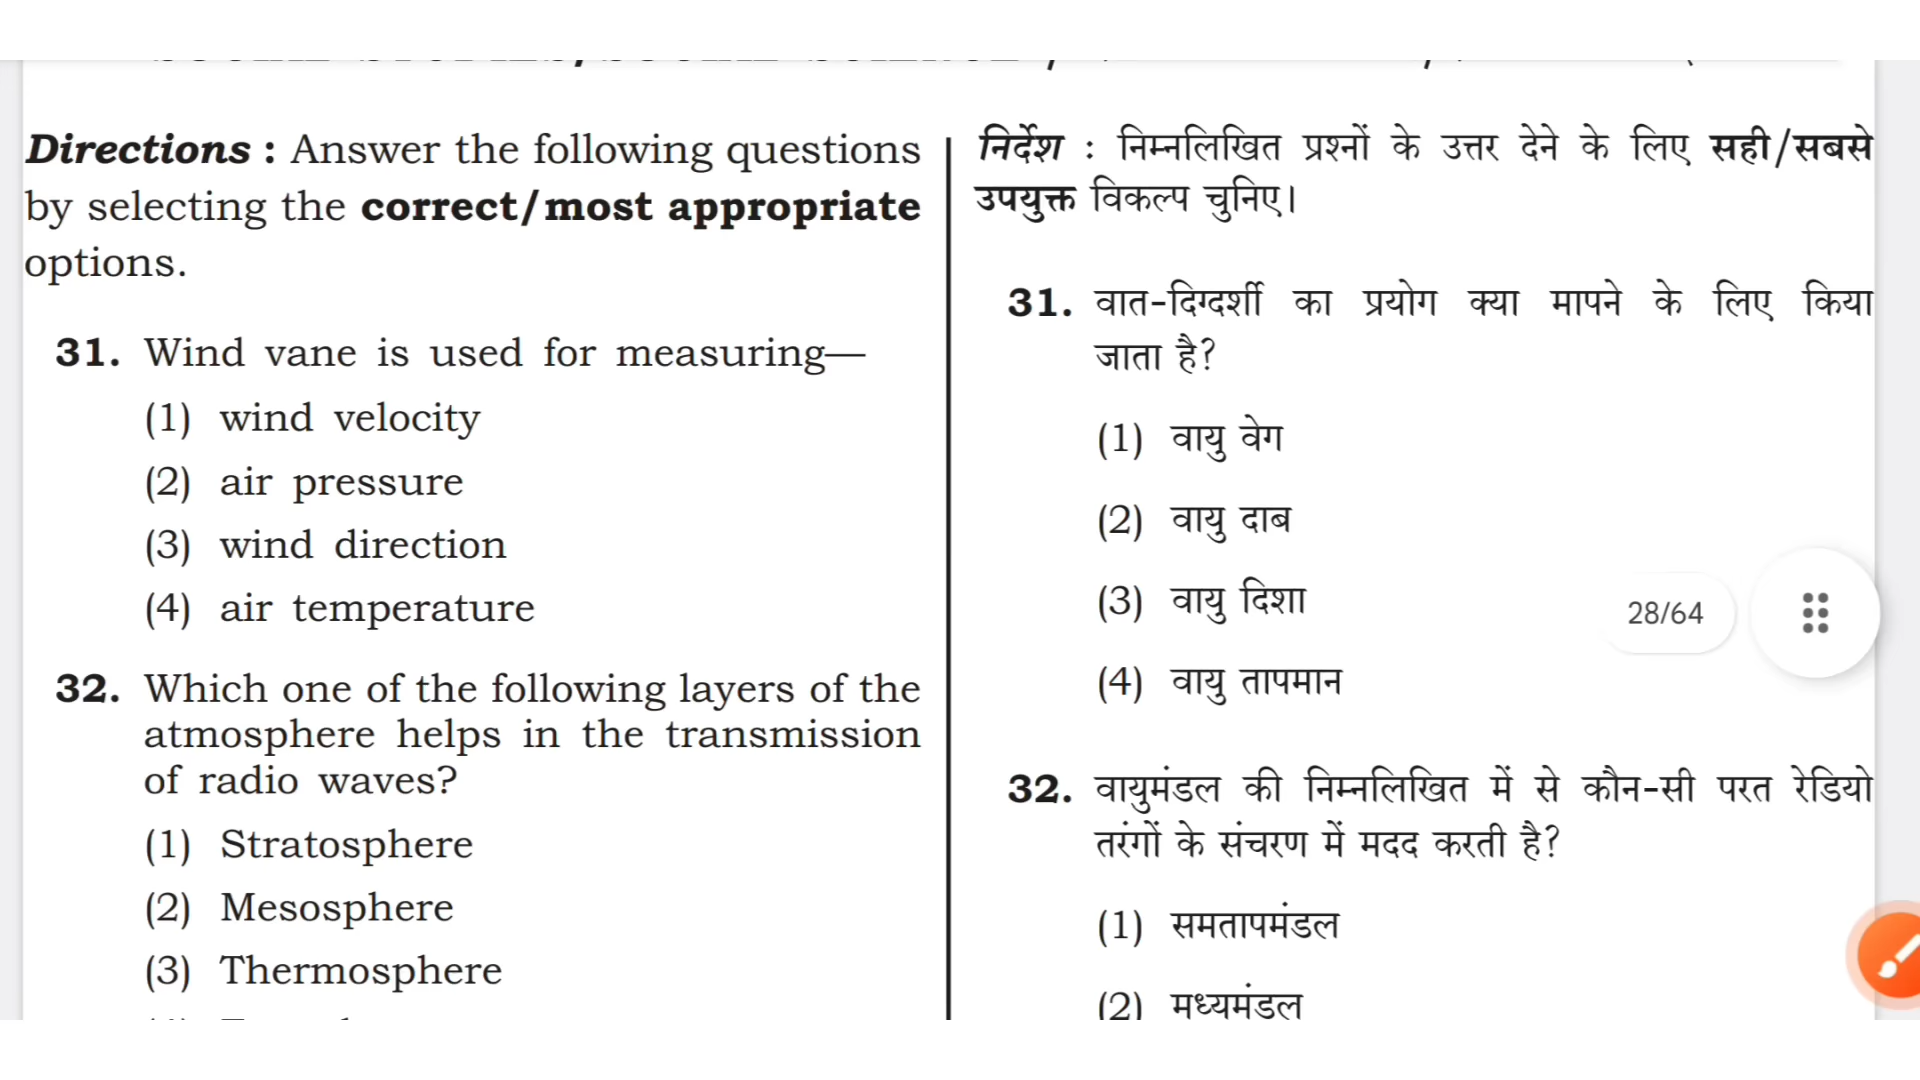 Directions : Answer the following questions
by selecting the correct/most appropriate
options.
31. Wind vane is used for measuring—
(1) wind velocity
(2) air pressure
(3) wind direction
(4) air temperature
32. Which one of the following layers of the
atmosphere helps in the transmission
of radio waves?
(1) Stratosphere
(2) Mesosphere
(3) Thermosphere
निर्देश : निम्नलिखित प्रश्नों के उत्तर देने के लिए सही/सबसे
उपयुक्त विकल्प चुनिए।
31. वात-दिग्दर्शी का प्रयोग क्या मापने के लिए किया
जाता है?
(1) वायु वेग
(2) वायु दाब
(3) वायु दिशा
(4) वायु तापमान
32. वायुमंडल की निम्नलिखित में से कौन-सी परत रेडियो
तरंगों के संचरण में मदद करती है?
(1) समतापमंडल
(2) मध्यमंडल
28/64